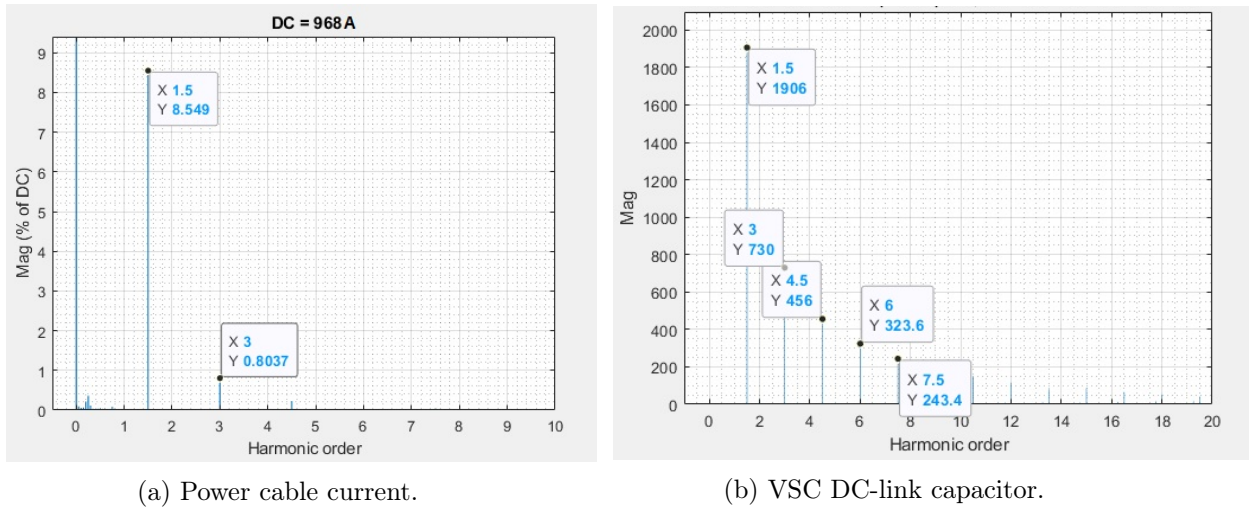 DC = 968A
9
8
7
6
5
4
3
2
1
0
Mag (% of DC)
X 1.5
Y 8.549
X 3
Y 0.8037
0 1 2 3 4 5 6 7 8 9 10
Harmonic order
(a) Power cable current.
2000
1800
1600
1400
1200
1000
800
600
400
200
0
Mag
X 1.5
Y 1906
X 3
Y 730
X 4.5
Y 456
X 6
Y 323.6
X 7.5
Y 243.4
0 2 4 6 8 10 12 14 16 18 20
Harmonic order
(b) VSC DC-link capacitor.